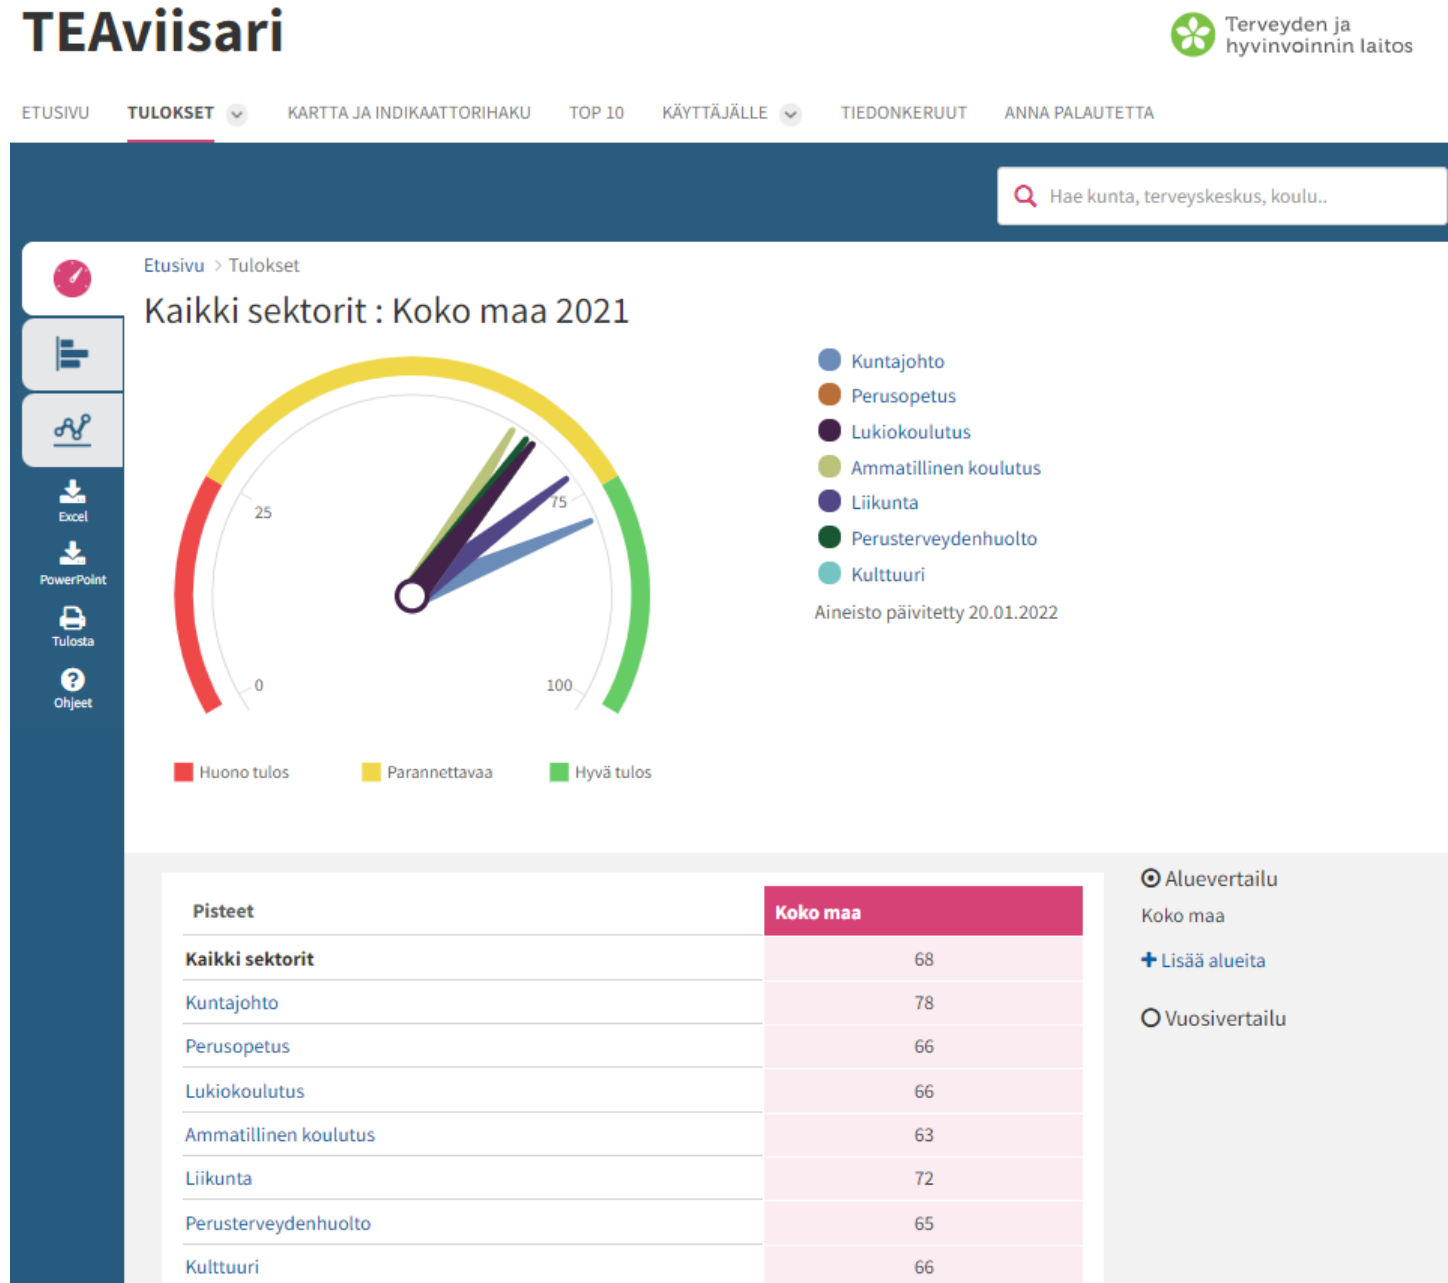 TEAviisari
Terveyden ja
hyvinvoinnin laitos
ETUSIVU TULOKSET KARTTA JA INDIKAATTORIHAKU TOP 10 KÄYTTÄJÄLLE TIEDONKERUUT ANNA PALAUTETTA
Hae kunta, terveyskeskus, koulu..
Etusivu > Tulokset
Kaikki sektorit : Koko maa 2021
Excel
PowerPoint
Tulosta
Ohjeet
25
75
0
100
Kuntajohto
Perusopetus
Lukiokoulutus
Ammatillinen koulutus
Liikunta
Perusterveydenhuolto
Kulttuuri
Aineisto päivitetty 20.01.2022
Huono tulos Parannettavaa Hyvä tulos
Pisteet Koko maa
Kaikki sektorit 68
Kuntajohto 78
Perusopetus 66
Lukiokoulutus 66
Ammatillinen koulutus 63
Liikunta 72
Perusterveydenhuolto 65
Kulttuuri 66
Aluevertailu
Koko maa
+ Lisää alueita
Vuosivertailu